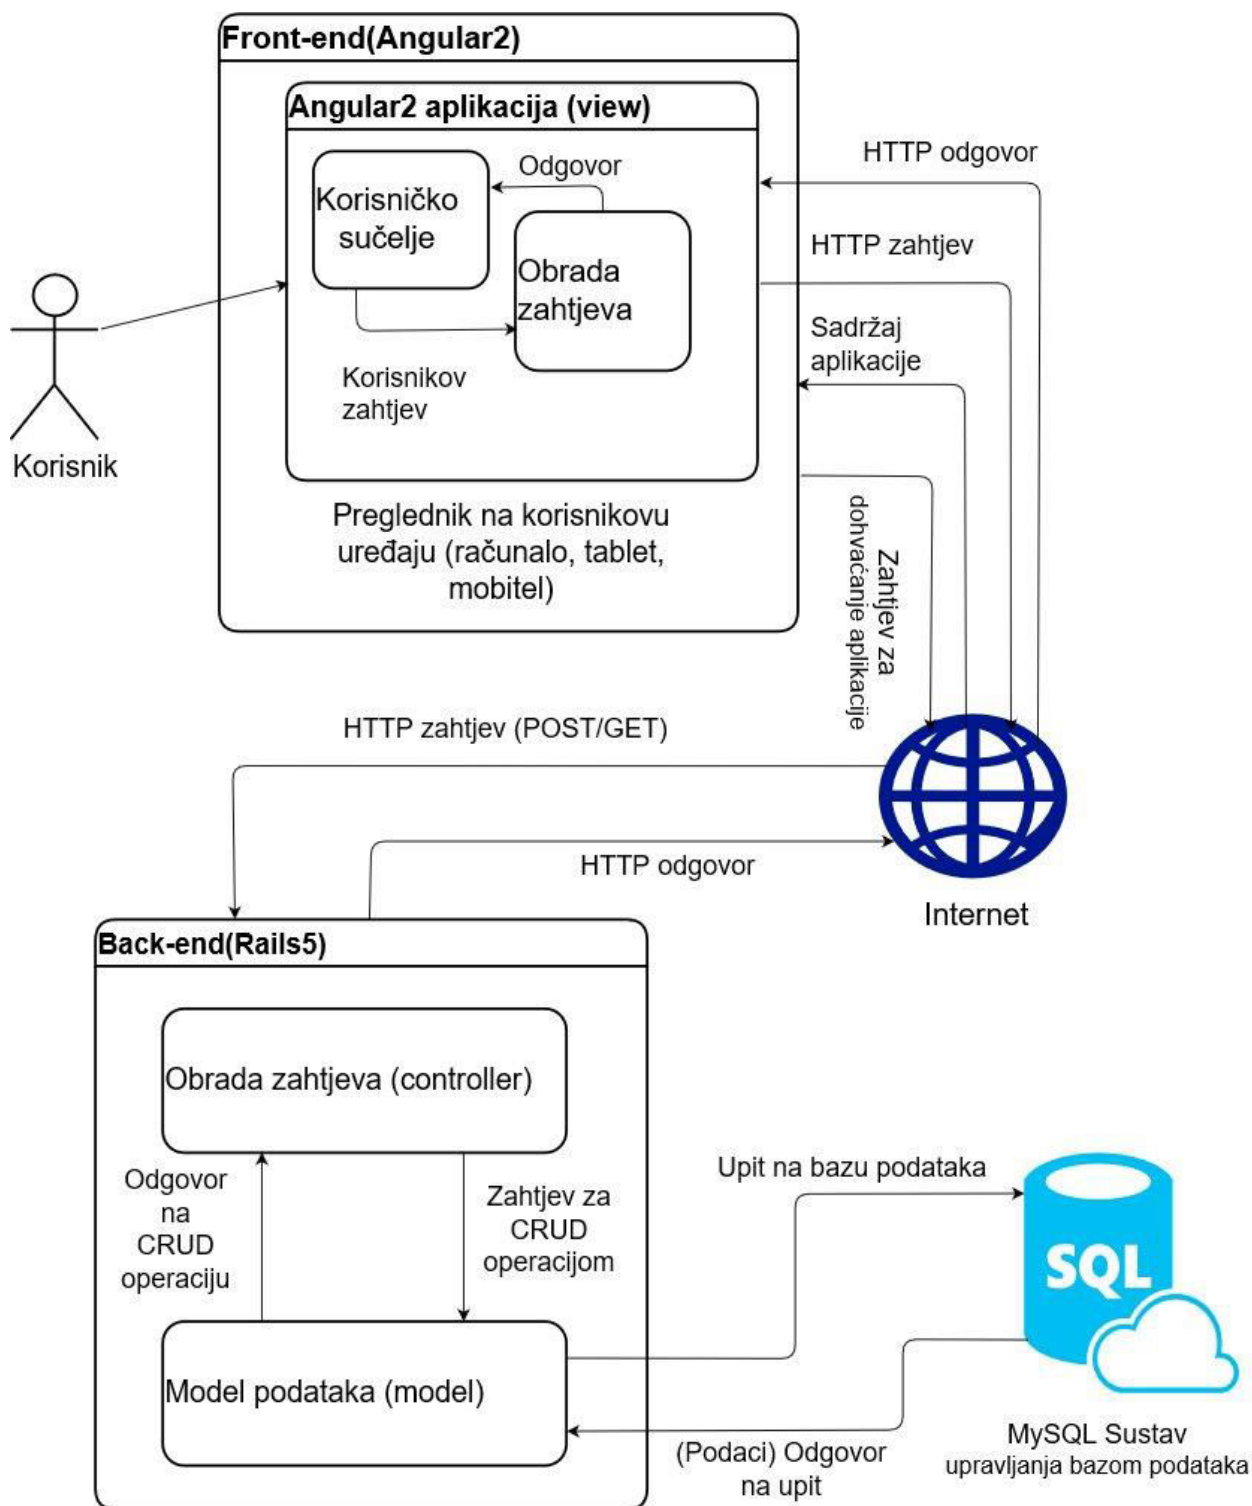 Front-end(Angular2)
Angular2 aplikacija (view)
Korisničko
sučelje
Odgovor
Obrada
zahtjeva
Korisnikov
zahtjev
Korisnik
Preglednik na korisnikovu
uređaju (računalo, tablet,
mobitel)
HTTP odgovor
HTTP zahtjev
Sadržaj
aplikacije
Zahtjev za
dohvaćanje aplikacije
HTTP zahtjev (POST/GET)
HTTP odgovor
Internet
Back-end(Rails5)
Obrada zahtjeva (controller)
Odgovor
na
CRUD
operaciju
Zahtjev za
CRUD
operacijom
Model podataka (model)
Upit na bazu podataka
SQL
(Podaci) Odgovor
na upit
MySQL Sustav
upravljanja bazom podataka